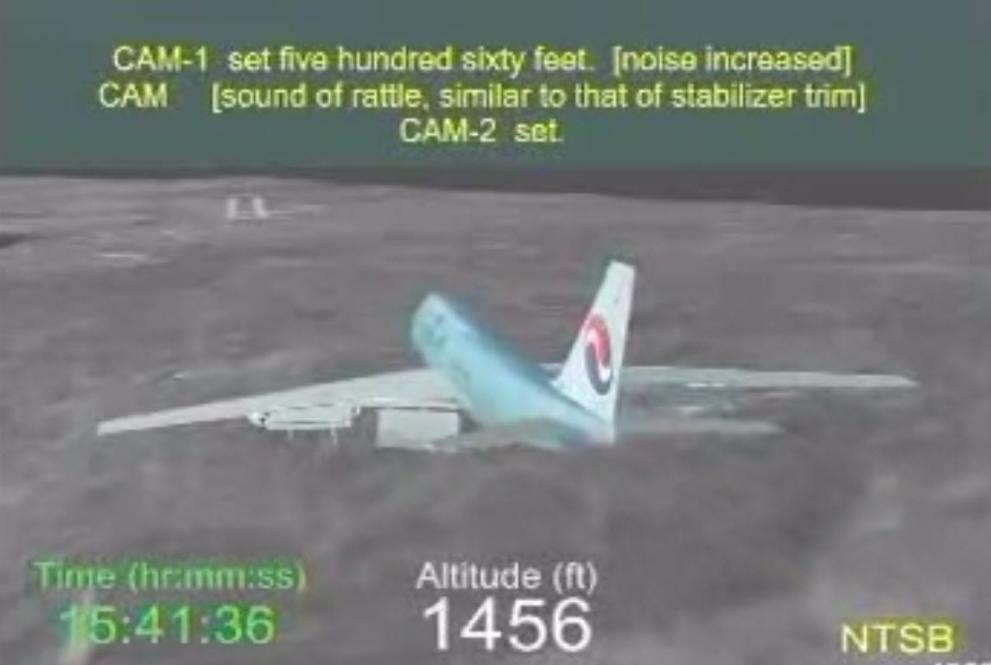 CAM-1 set five hundred sixty feet. [noise increased]
CAM [sound of rattle, similar to that of stabilizer trim]
CAM-2 set.
Time (hr:mm:ss)
15:41:36
Altitude (ft)
1456
NTSB